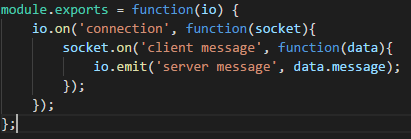 module.exports = function(io) {
    io.on('connection', function(socket){
        socket.on('client message', function(data){
            io.emit('server message', data.message);
        });
    });
};